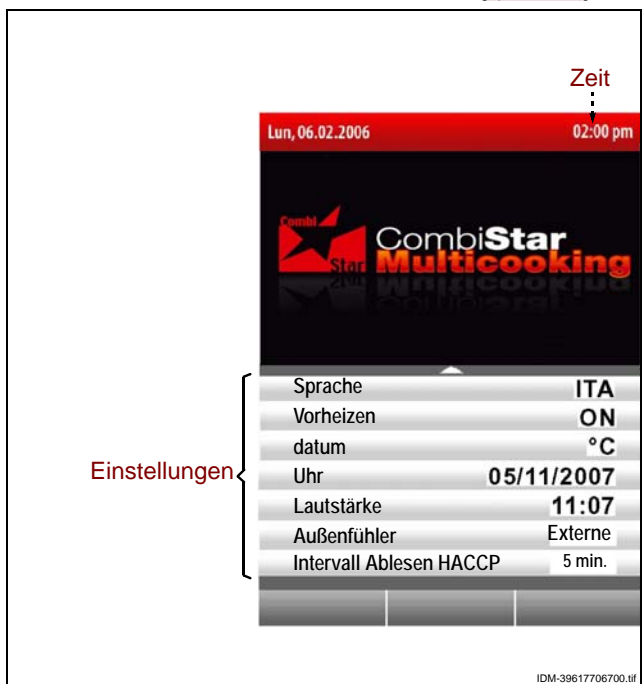 Zeit
Lun, 06.02.2006 02:00 pm
Combi
Star
CombiStar
Multicooking
Sprache ITA
Vorheizen ON
datum °C
Einstellungen
Uhr 05/11/2007
Lautstärke 11:07
Außenfühler Externe
Intervall Ablesen HACCP 5 min.
IDM-39617706700.tif